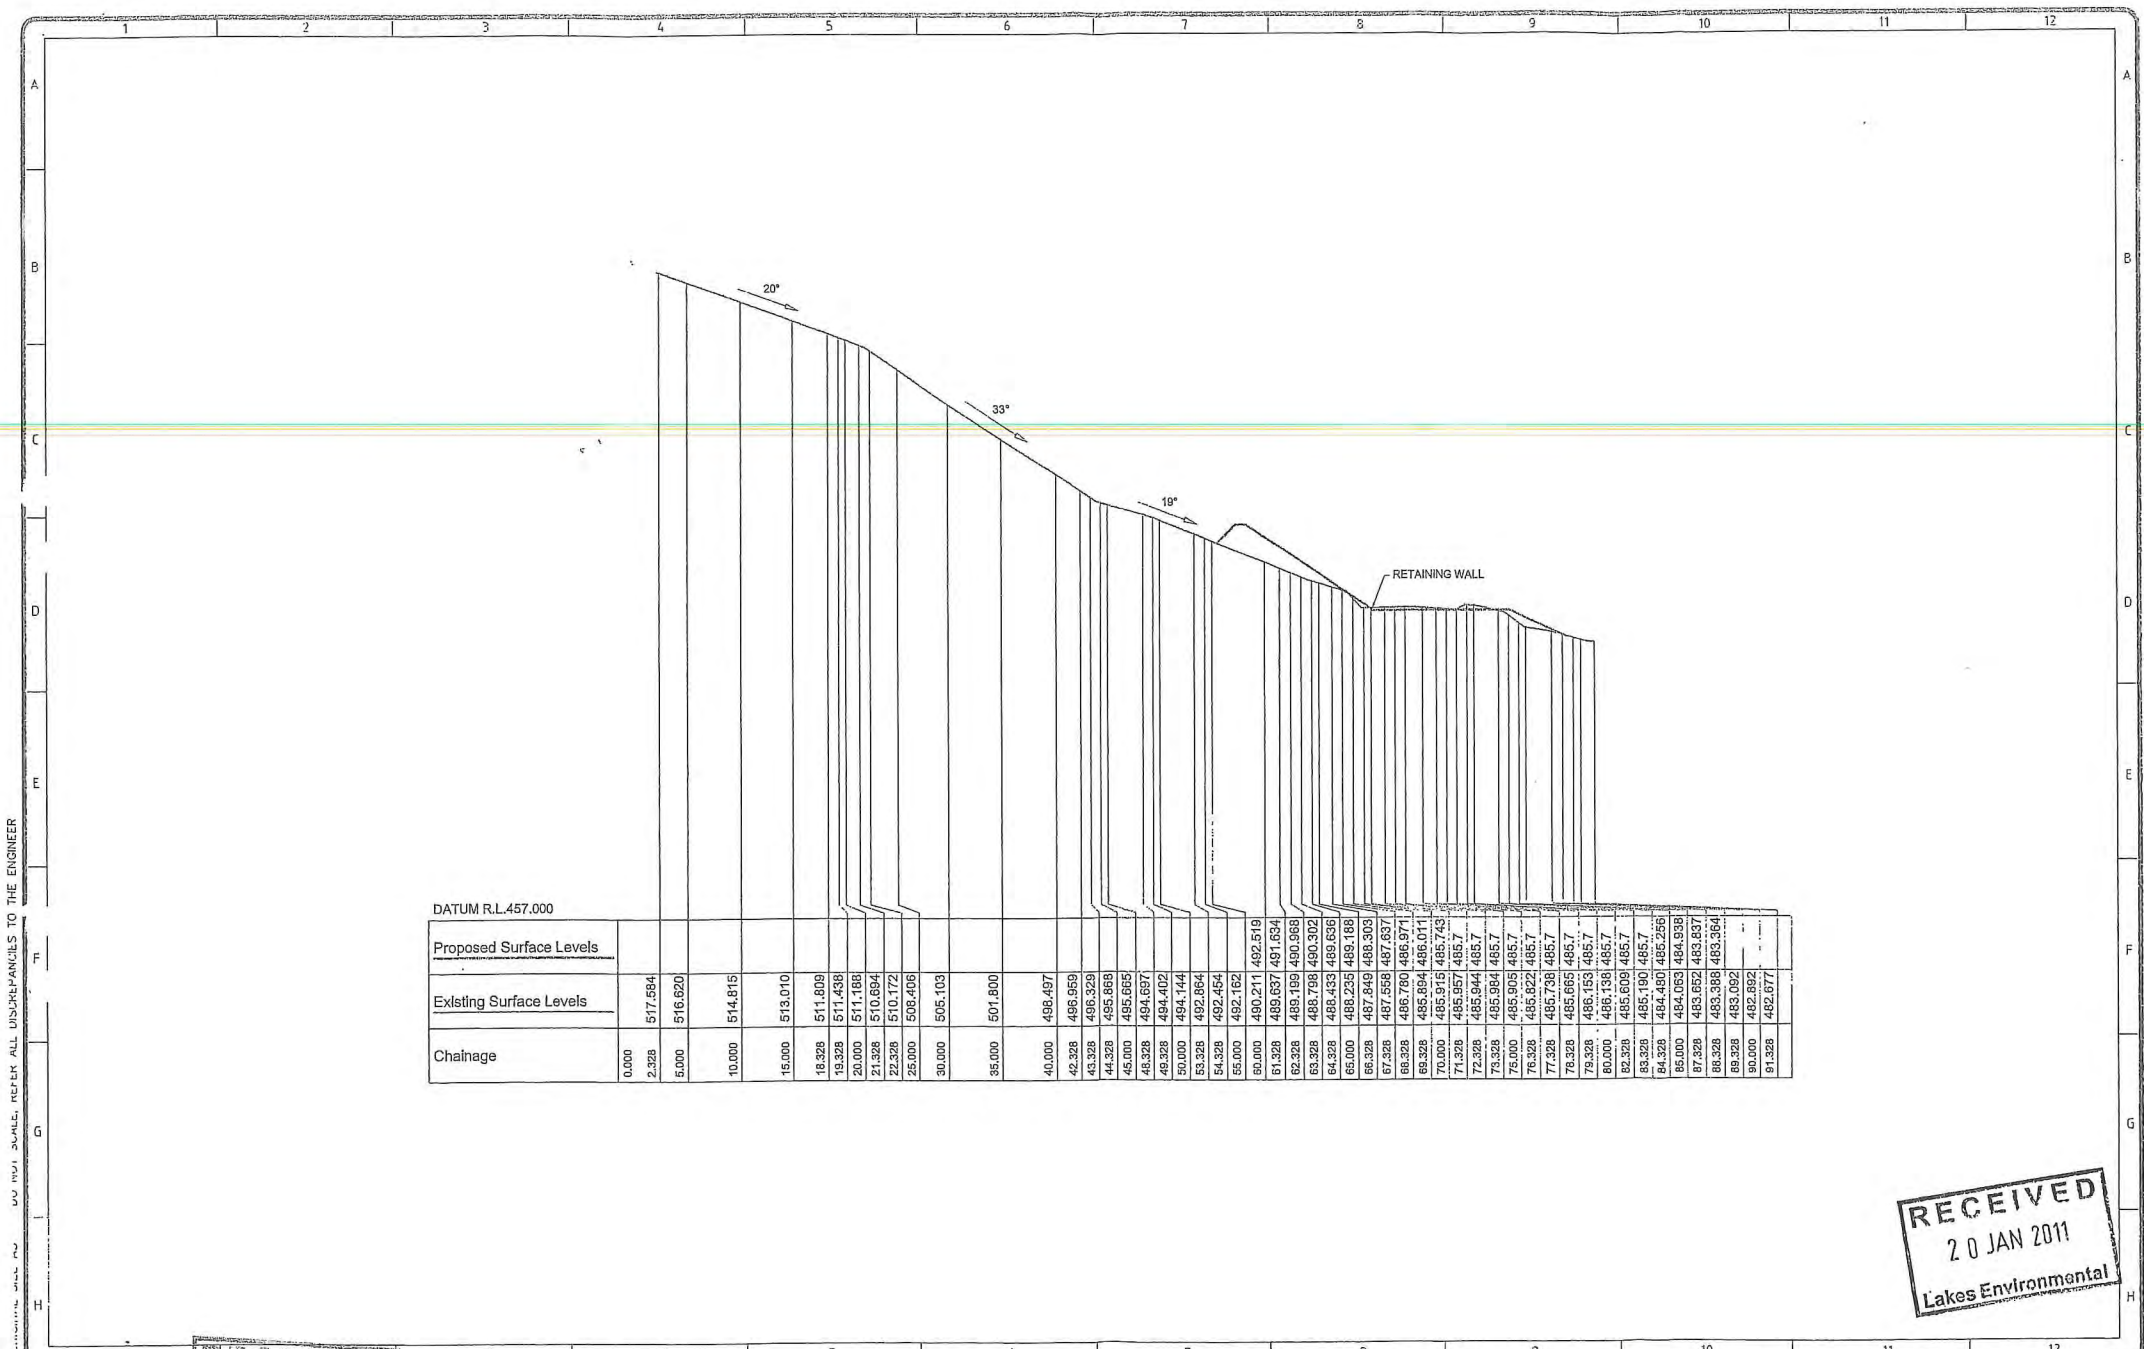 1 2 3 4 5 6 7 8 9 10 11 12
A A
B B
C C
D D
E E
F F
G G
H H
20°
33°
19°
RETAINING WALL
DO NOT SCALE, REFER ALL DISCREPANCIES TO THE ENGINEER
DATUM R.L.457.000
Proposed Surface Levels 492.519 491.634 490.968 490.302 489.636 489.188 488.303 487.637 486.971 486.011 485.743 485.7 485.7 485.7 485.7 485.7 485.7 485.7 485.7 485.7 485.7 485.7 485.256 484.938 483.837 483.364
Existing Surface Levels 517.584 516.620 514.815 513.010 511.809 511.438 511.188 510.694 510.172 508.406 505.103 501.800 498.497 496.959 496.329 495.868 495.665 494.697 494.402 494.144 492.864 492.454 492.162 490.211 489.637 489.199 488.798 488.433 488.235 487.849 487.558 486.780 485.894 485.915 485.957 485.944 485.984 485.905 485.822 485.738 485.665 486.153 486.138 485.609 485.190 484.480 484.063 483.652 483.388 483.092 482.892 482.677
Chainage 0.000 2.328 5.000 10.000 15.000 18.328 19.328 20.000 21.328 22.328 25.000 30.000 35.000 40.000 42.328 43.328 44.328 45.000 48.328 49.328 50.000 53.328 54.328 55.000 60.000 61.328 62.328 63.328 64.328 65.000 66.328 67.328 68.328 69.328 70.000 71.328 72.328 73.328 75.000 76.328 77.328 78.328 79.328 80.000 82.328 83.328 84.328 85.000 87.328 88.328 89.328 90.000 91.328
RECEIVED
20 JAN 2011
Lakes Environmental